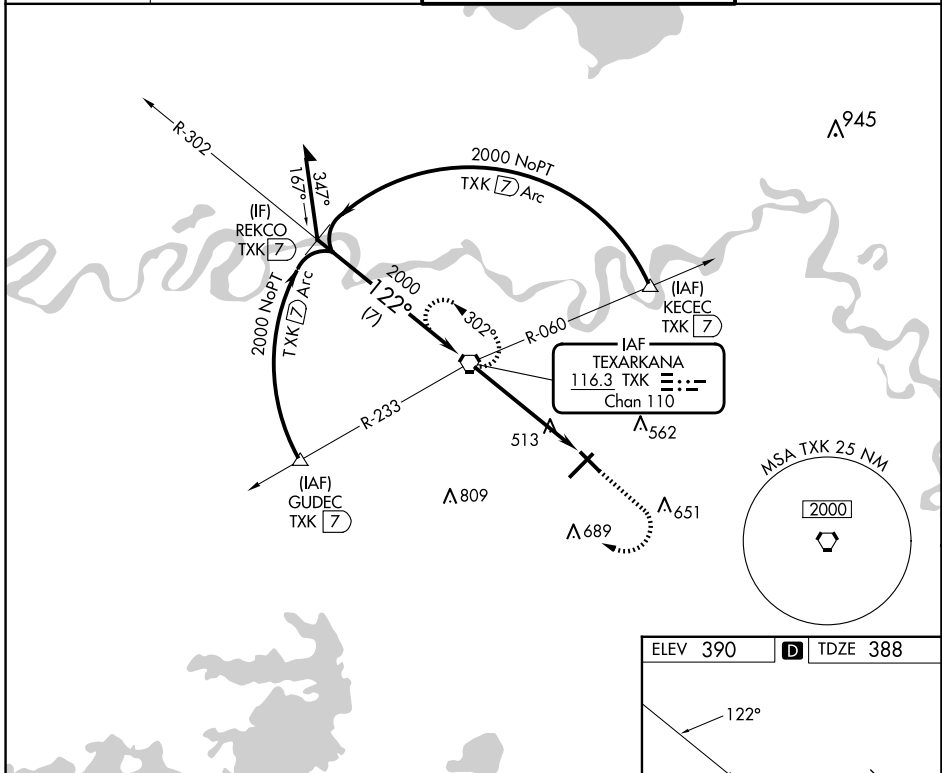 945
R-302
2000 NoPT
TXK 7 Arc
347°
167°
(IF)
REKCO
TXK 7
2000
122°
(7)
2000 NoPT
TXK 7 Arc
302°
R-060
(IAF)
KECEC
TXK 7
IAF
TEXARKANA
116.3 TXK
Chan 110
R-233
513
562
(IAF)
GUDEC
TXK 7
809
689
651
MSA TXK 25 NM
2000
ELEV 390 D TDZE 388
122°